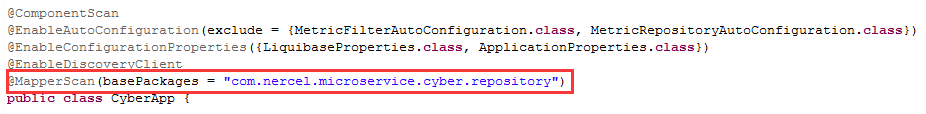 @ComponentScan
@EnableAutoConfiguration(exclude = {MetricFilterAutoConfiguration.class, MetricRepositoryAutoConfiguration.class})
@EnableConfigurationProperties({LiquibaseProperties.class, ApplicationProperties.class})
@EnableDiscoveryClient
@MapperScan(basePackages = "com.nercel.microservice.cyber.repository")
public class CyberApp {